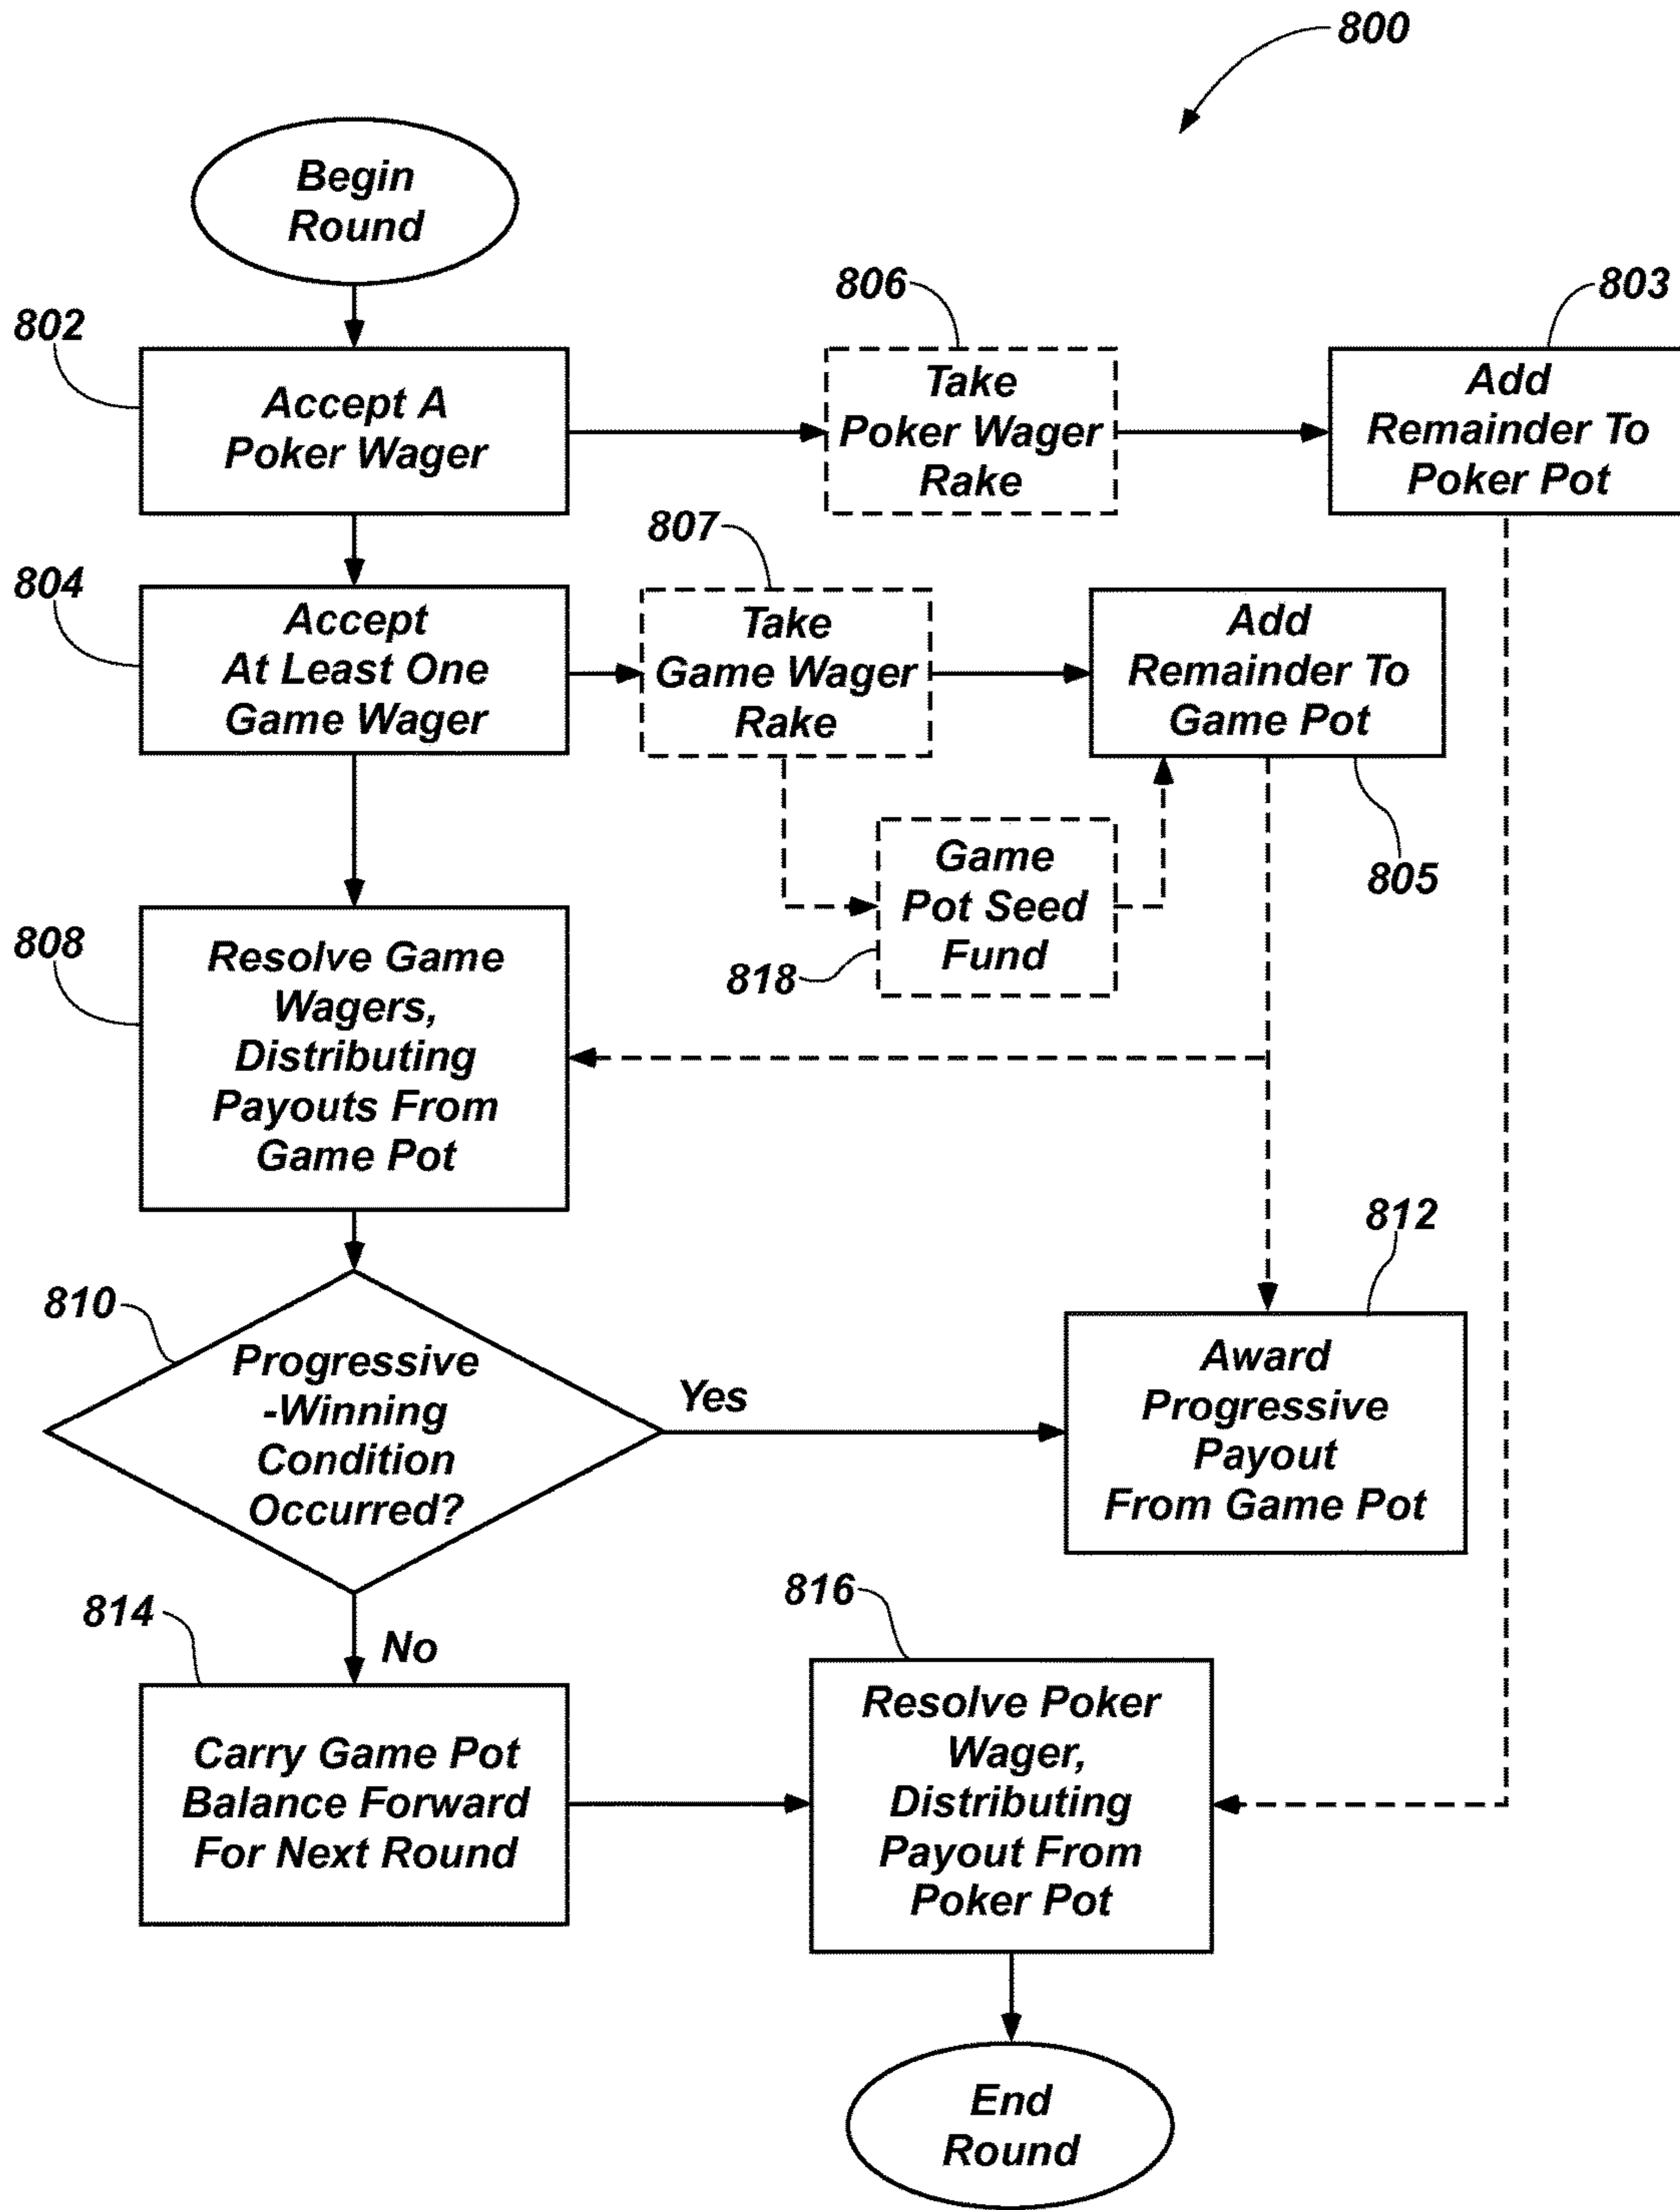 800
Begin
Round
802
Accept A
Poker Wager
806
Take
Poker Wager
Rake
803
Add
Remainder To
Poker Pot
804
Accept
At Least One
Game Wager
807
Take
Game Wager
Rake
Add
Remainder To
Game Pot
805
Game
Pot Seed
Fund
818
808
Resolve Game
Wagers,
Distributing
Payouts From
Game Pot
810
Progressive
-Winning
Condition
Occurred?
Yes
812
Award
Progressive
Payout
From Game Pot
No
814
Carry Game Pot
Balance Forward
For Next Round
816
Resolve Poker
Wager,
Distributing
Payout From
Poker Pot
End
Round